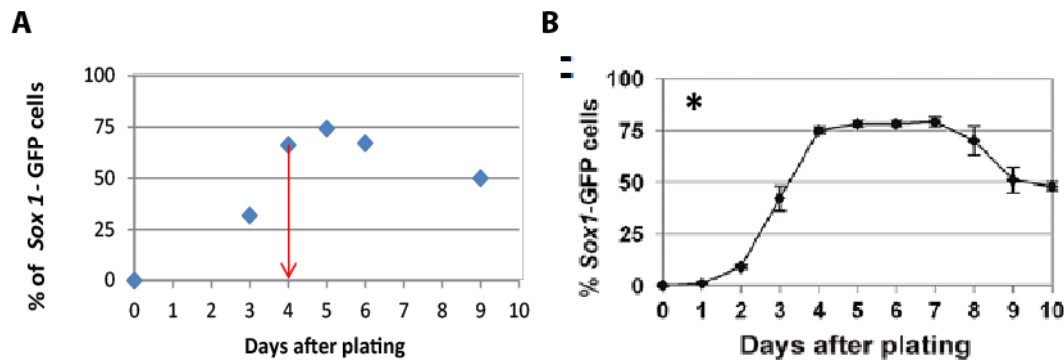 A
% of Sox 1 - GFP cells
100
75
50
25
0
0 1 2 3 4 5 6 7 8 9 10
Days after plating
B
*
% Sox1-GFP cells
100
75
50
25
0
0 1 2 3 4 5 6 7 8 9 10
Days after plating